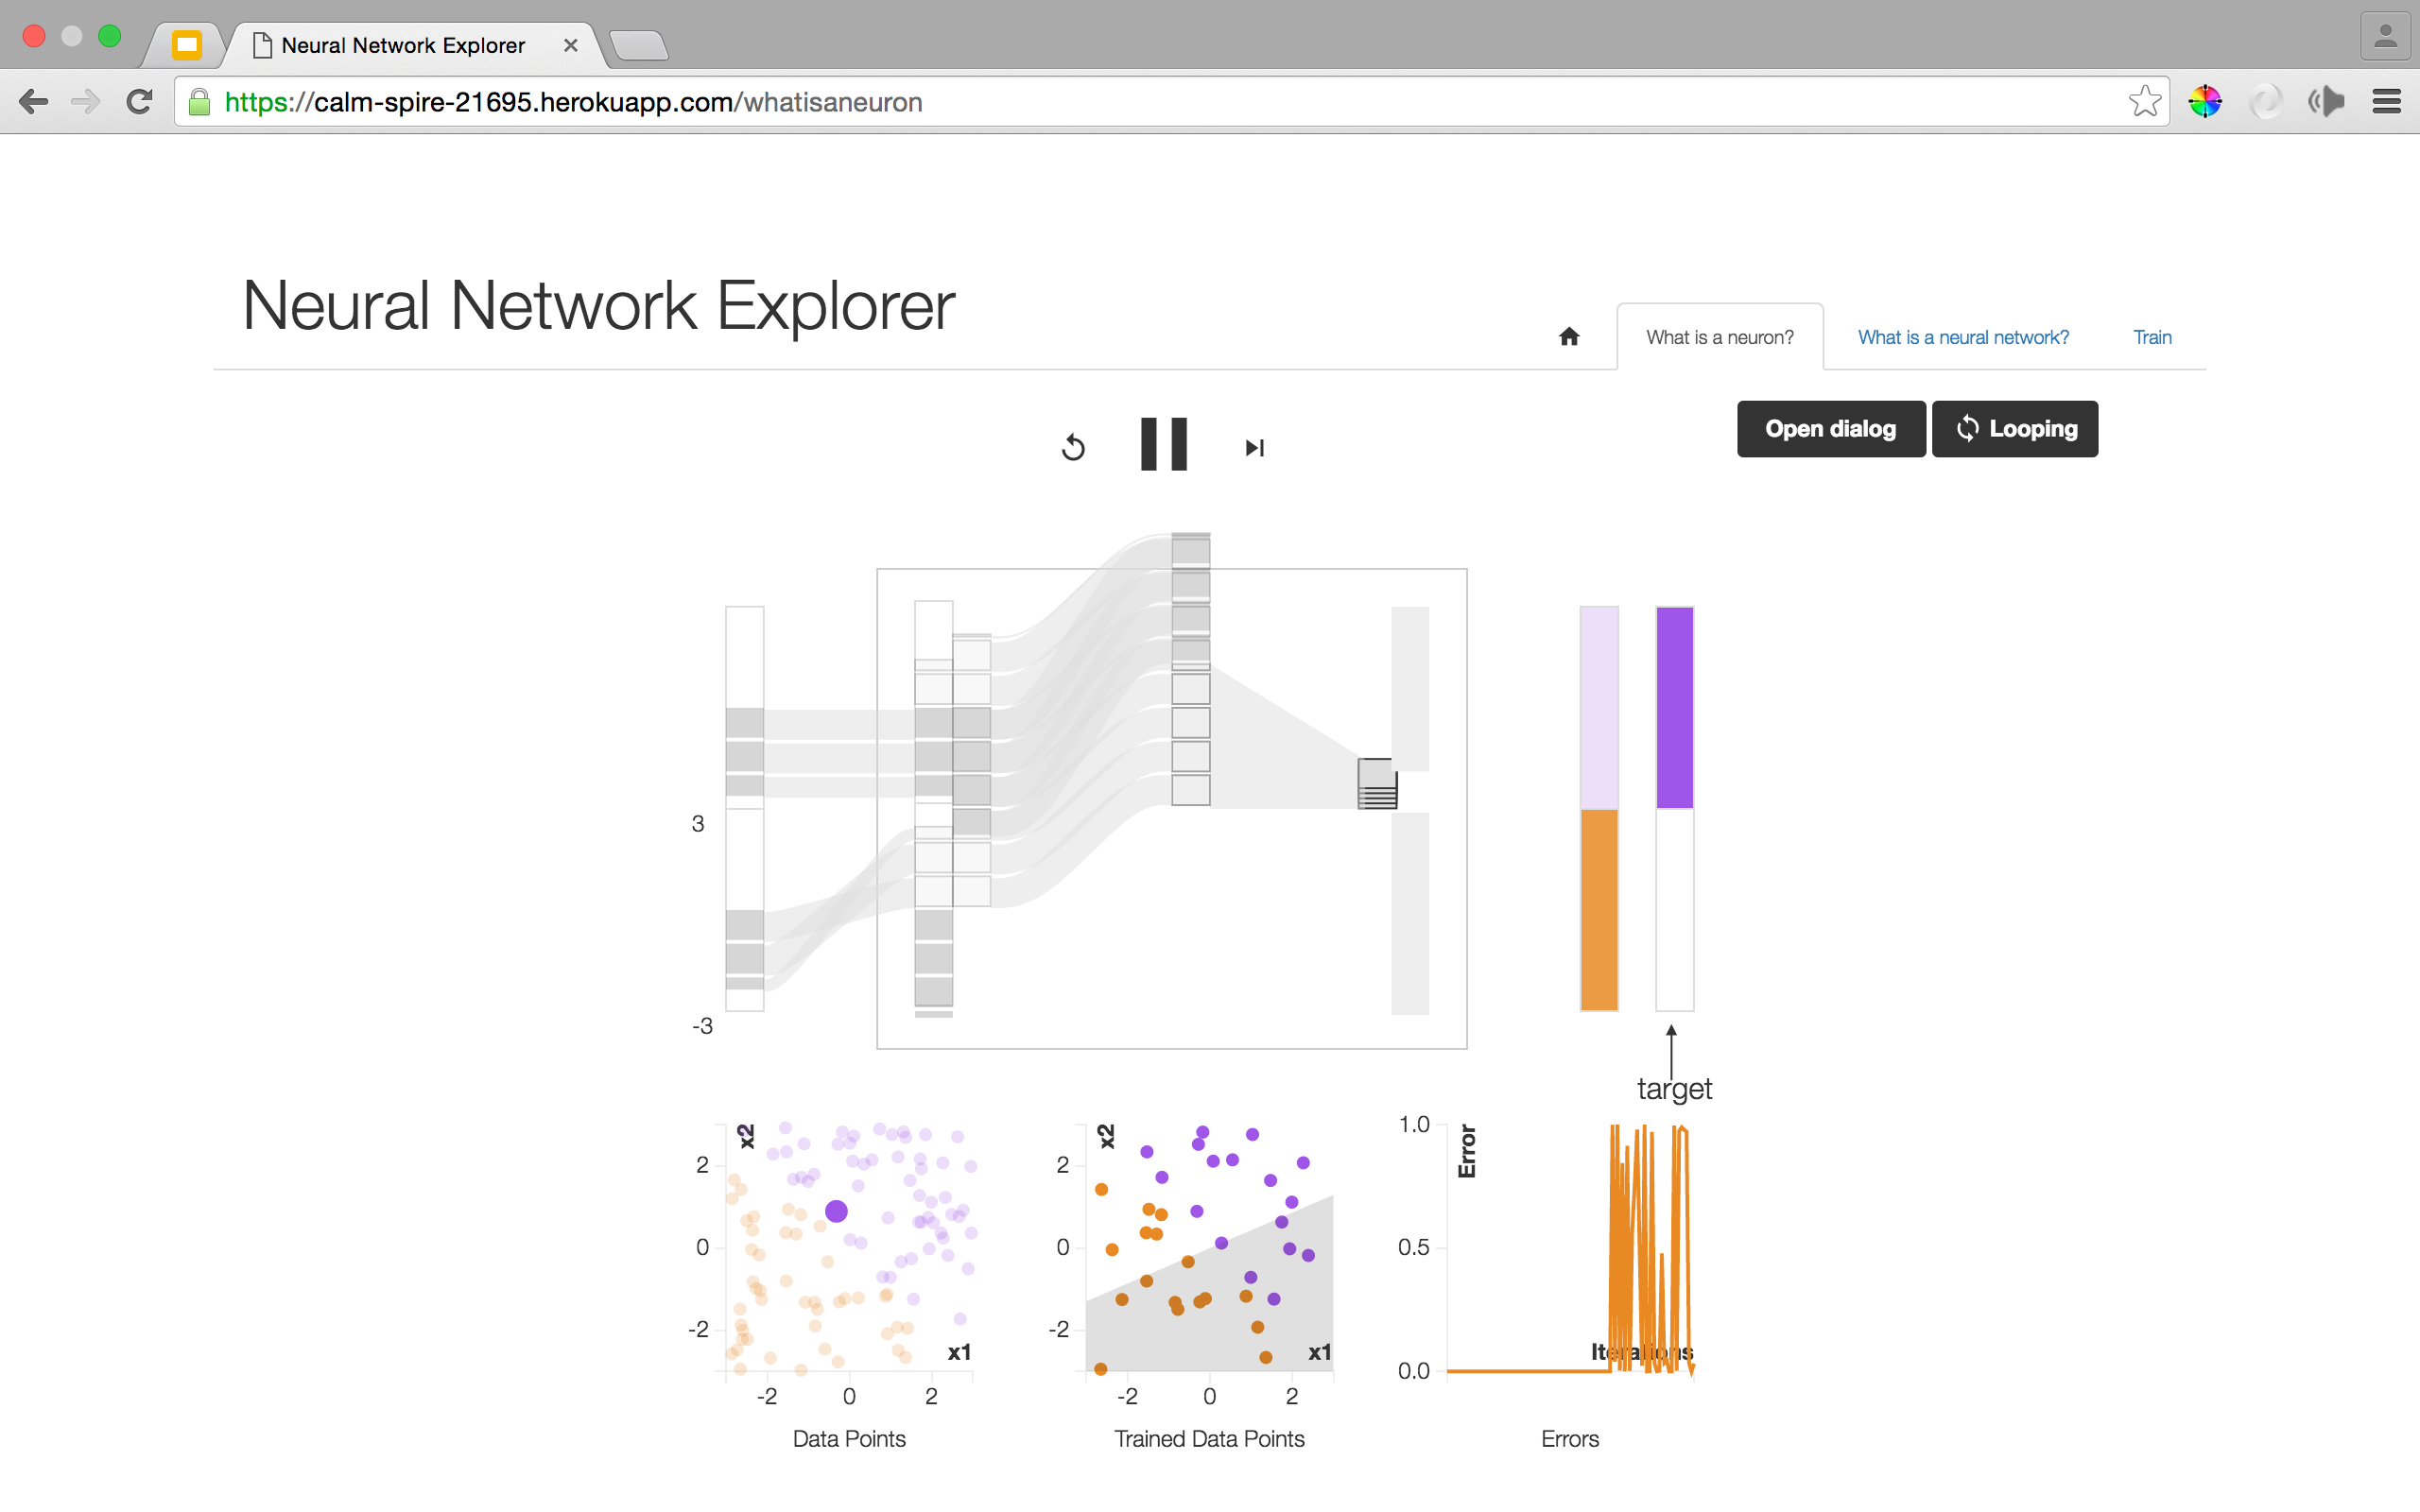 Neural Network Explorer
https://calm-spire-21695.herokuapp.com/whatisaneuron
Neural Network Explorer
What is a neuron?
What is a neural network?
Train
Open dialog
Looping
3
-3
target
x2
2
0
-2
x1
-2 0 2
Data Points
x2
2
0
-2
x1
-2 0 2
Trained Data Points
1.0
Error
0.5
0.0
Iterations
Errors